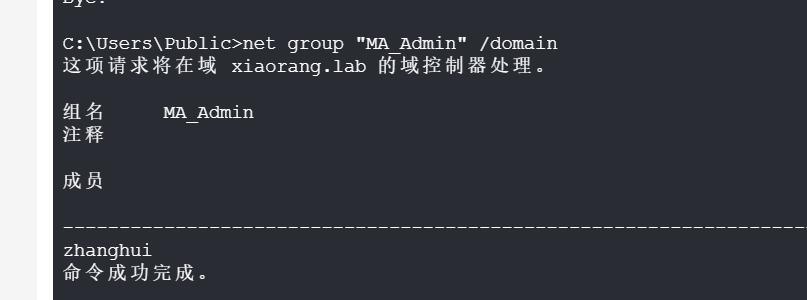 Bye!
C:\Users\Public>net group "MA_Admin" /domain
这项请求将在域 xiaorang.lab 的域控制器处理。
组名 MA_Admin
注释
成员
-------------------------------------------------------------------------------
zhanghui
命令成功完成。